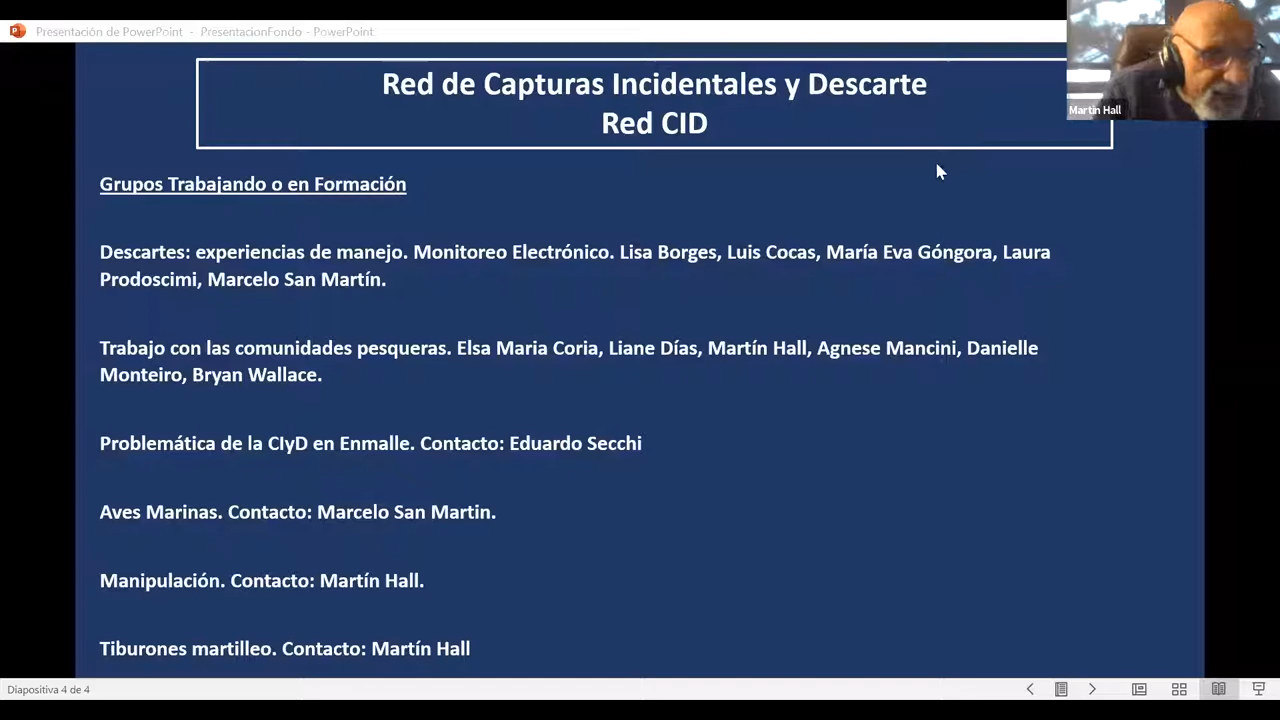 Presentación de PowerPoint - PresentacionFondo - PowerPoint
Martín Hall
Red de Capturas Incidentales y Descarte
Red CID
Grupos Trabajando o en Formación
Descartes: experiencias de manejo. Monitoreo Electrónico. Lisa Borges, Luis Cocas, María Eva Góngora, Laura
Prodoscimi, Marcelo San Martín.
Trabajo con las comunidades pesqueras. Elsa Maria Coria, Liane Días, Martín Hall, Agnese Mancini, Danielle
Monteiro, Bryan Wallace.
Problemática de la CIyD en Enmalle. Contacto: Eduardo Secchi
Aves Marinas. Contacto: Marcelo San Martin.
Manipulación. Contacto: Martín Hall.
Tiburones martilleo. Contacto: Martín Hall
Diapositiva 4 de 4